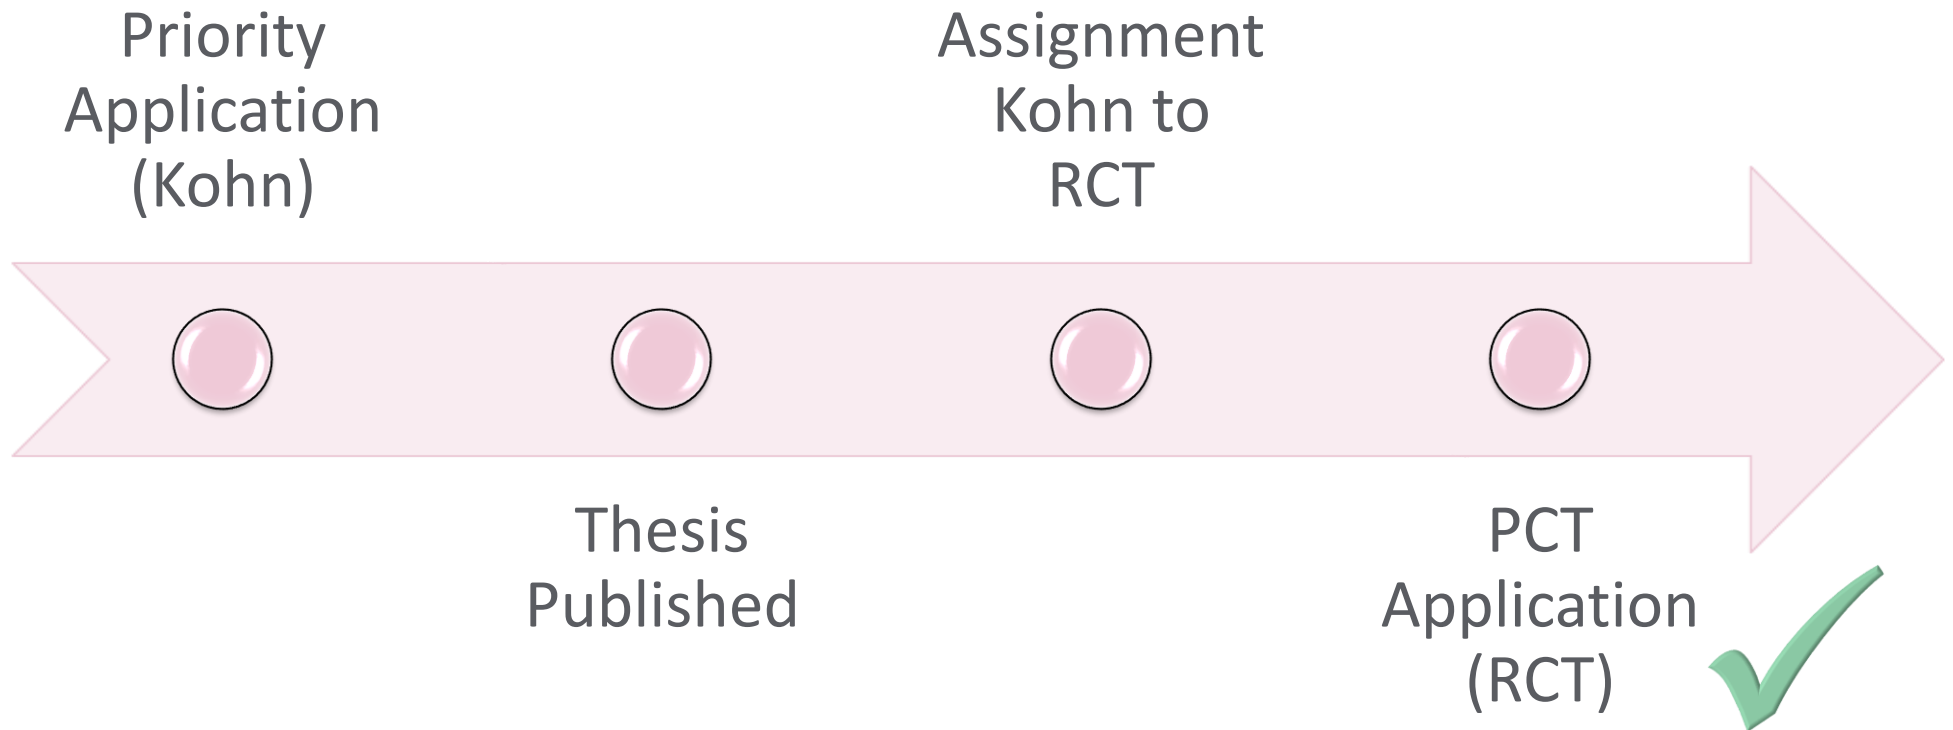 Priority
Application
(Kohn)
Thesis
Published
Assignment
Kohn to
RCT
PCT
Application
(RCT)